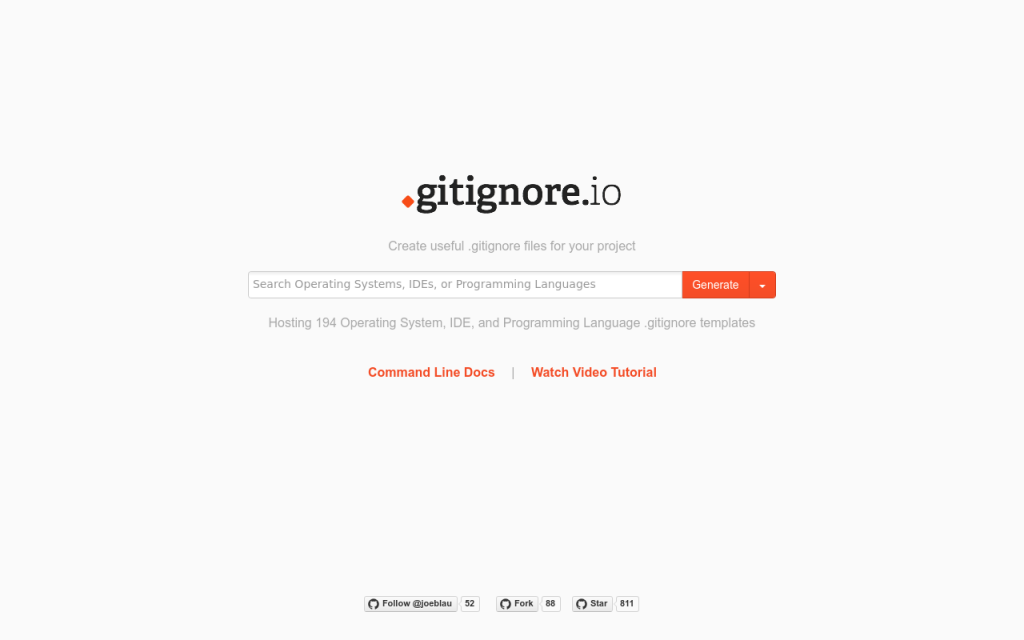 .gitignore.io
Create useful .gitignore files for your project
Search Operating Systems, IDEs, or Programming Languages Generate
Hosting 194 Operating System, IDE, and Programming Language .gitignore templates
Command Line Docs | Watch Video Tutorial
Follow @joeblau 52 Fork 88 Star 811